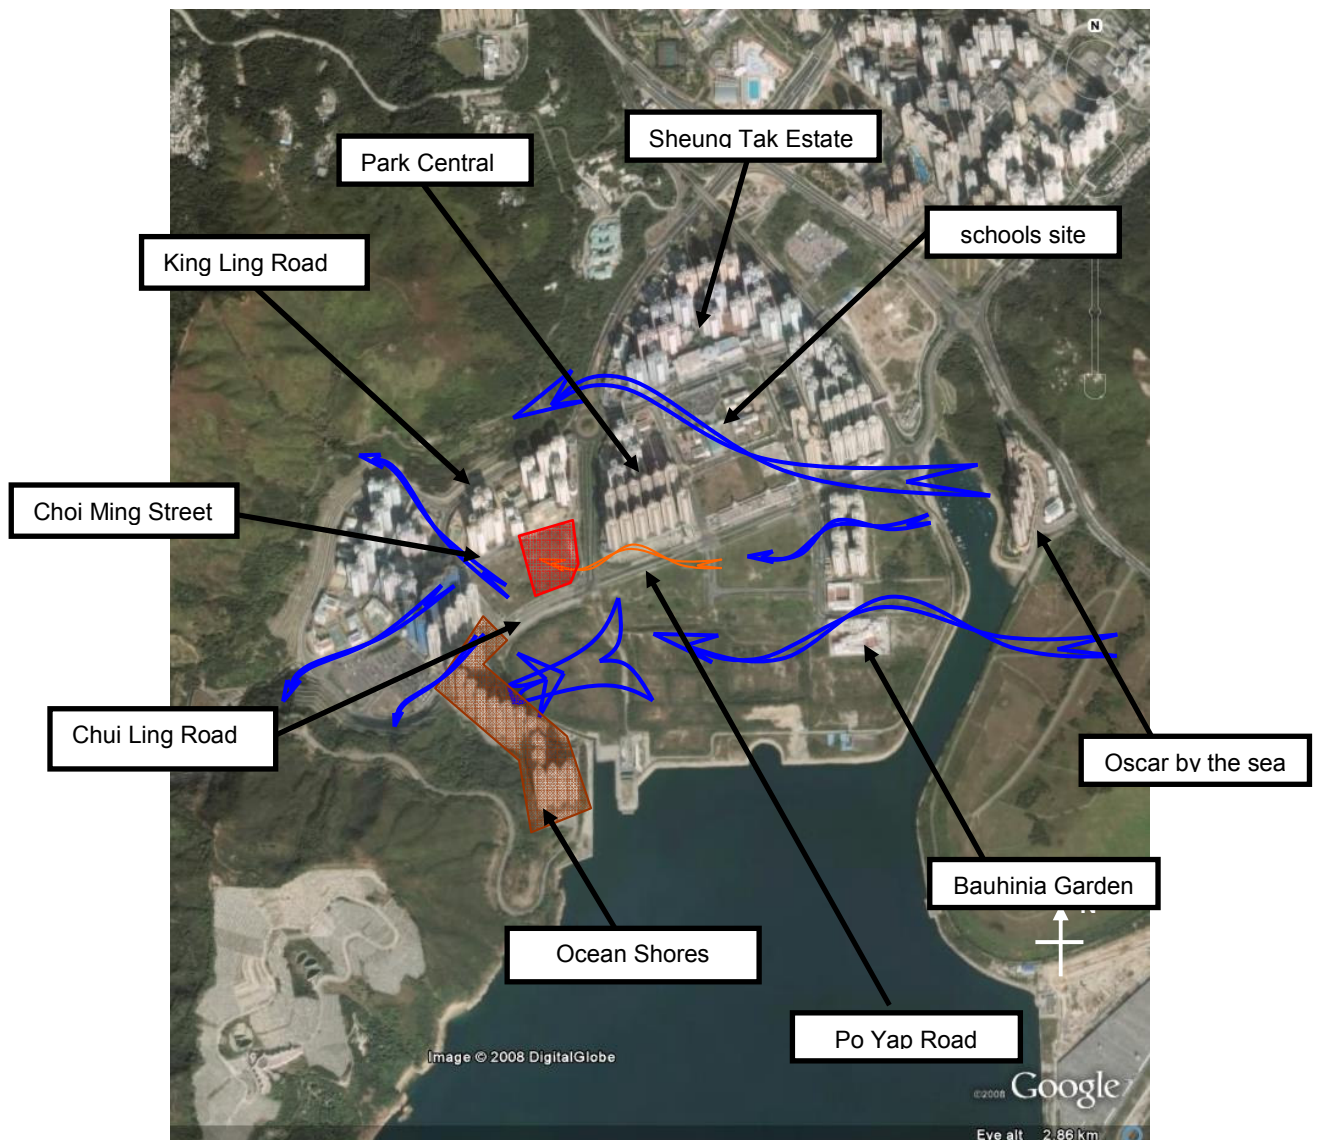 N
Sheung Tak Estate
Park Central
schools site
King Ling Road
Choi Ming Street
Chui Ling Road
Oscar by the sea
Bauhinia Garden
N
Ocean Shores
Po Yap Road
Image © 2008 DigitalGlobe
©2008 Google
Eye alt 2.86 km